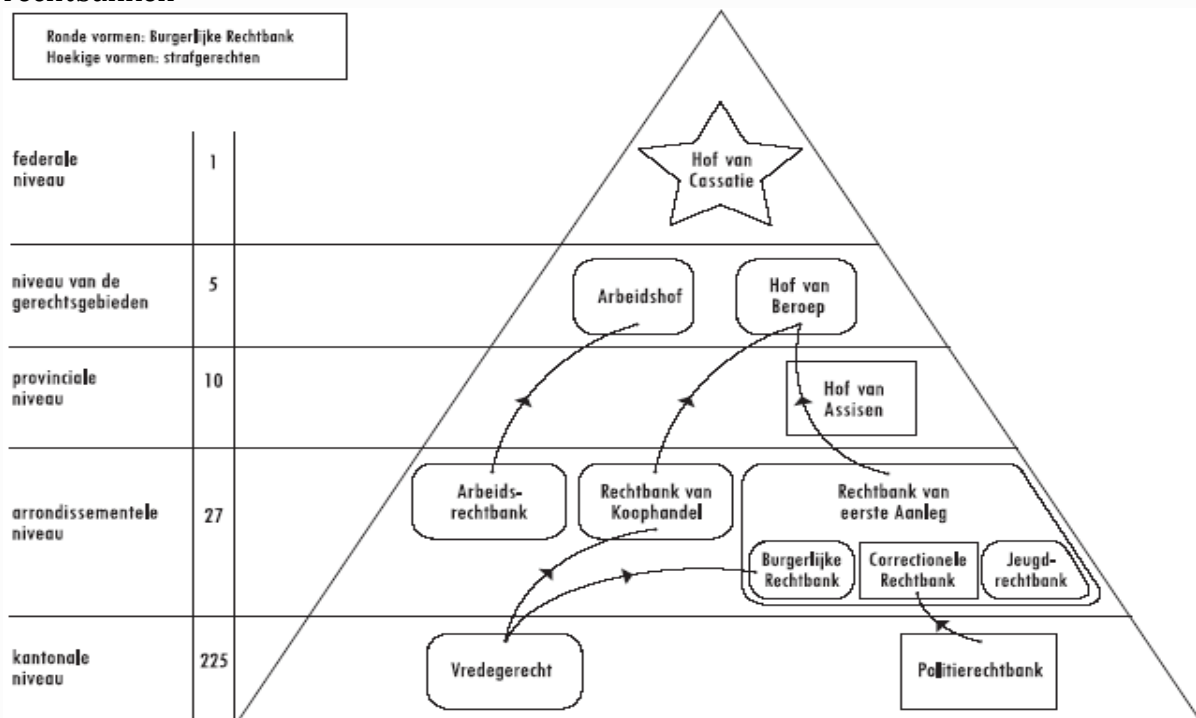 Ronde vormen: Burgerlijke Rechtbank
Hoekige vormen: strafgerechten
federale
niveau
1
Hof van
Cassatie
niveau van de
gerechtsgebieden
5
Arbeidshof
Hof van
Beroep
provinciale
niveau
10
Hof van
Assisen
arrondissementele
niveau
27
Arbeids-
rechtbank
Rechtbank van
Koophandel
Rechtbank van
eerste Aanleg
Burgerlijke
Rechtbank
Correctionele
Rechtbank
Jeugd-
rechtbank
kantonale
niveau
225
Vredegerecht
Politierechtbank